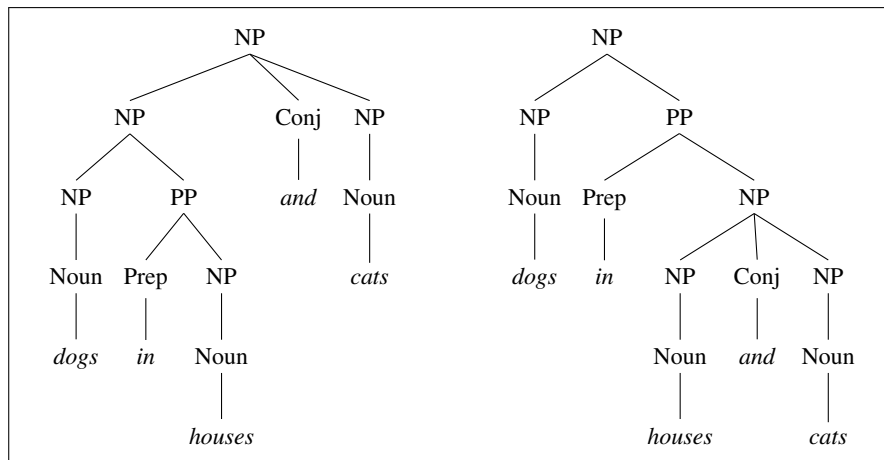 NP NP
NP Conj NP NP PP
NP PP and Noun Noun Prep NP
Noun Prep NP cats dogs in NP Conj NP
dogs in Noun Noun and Noun
houses houses cats